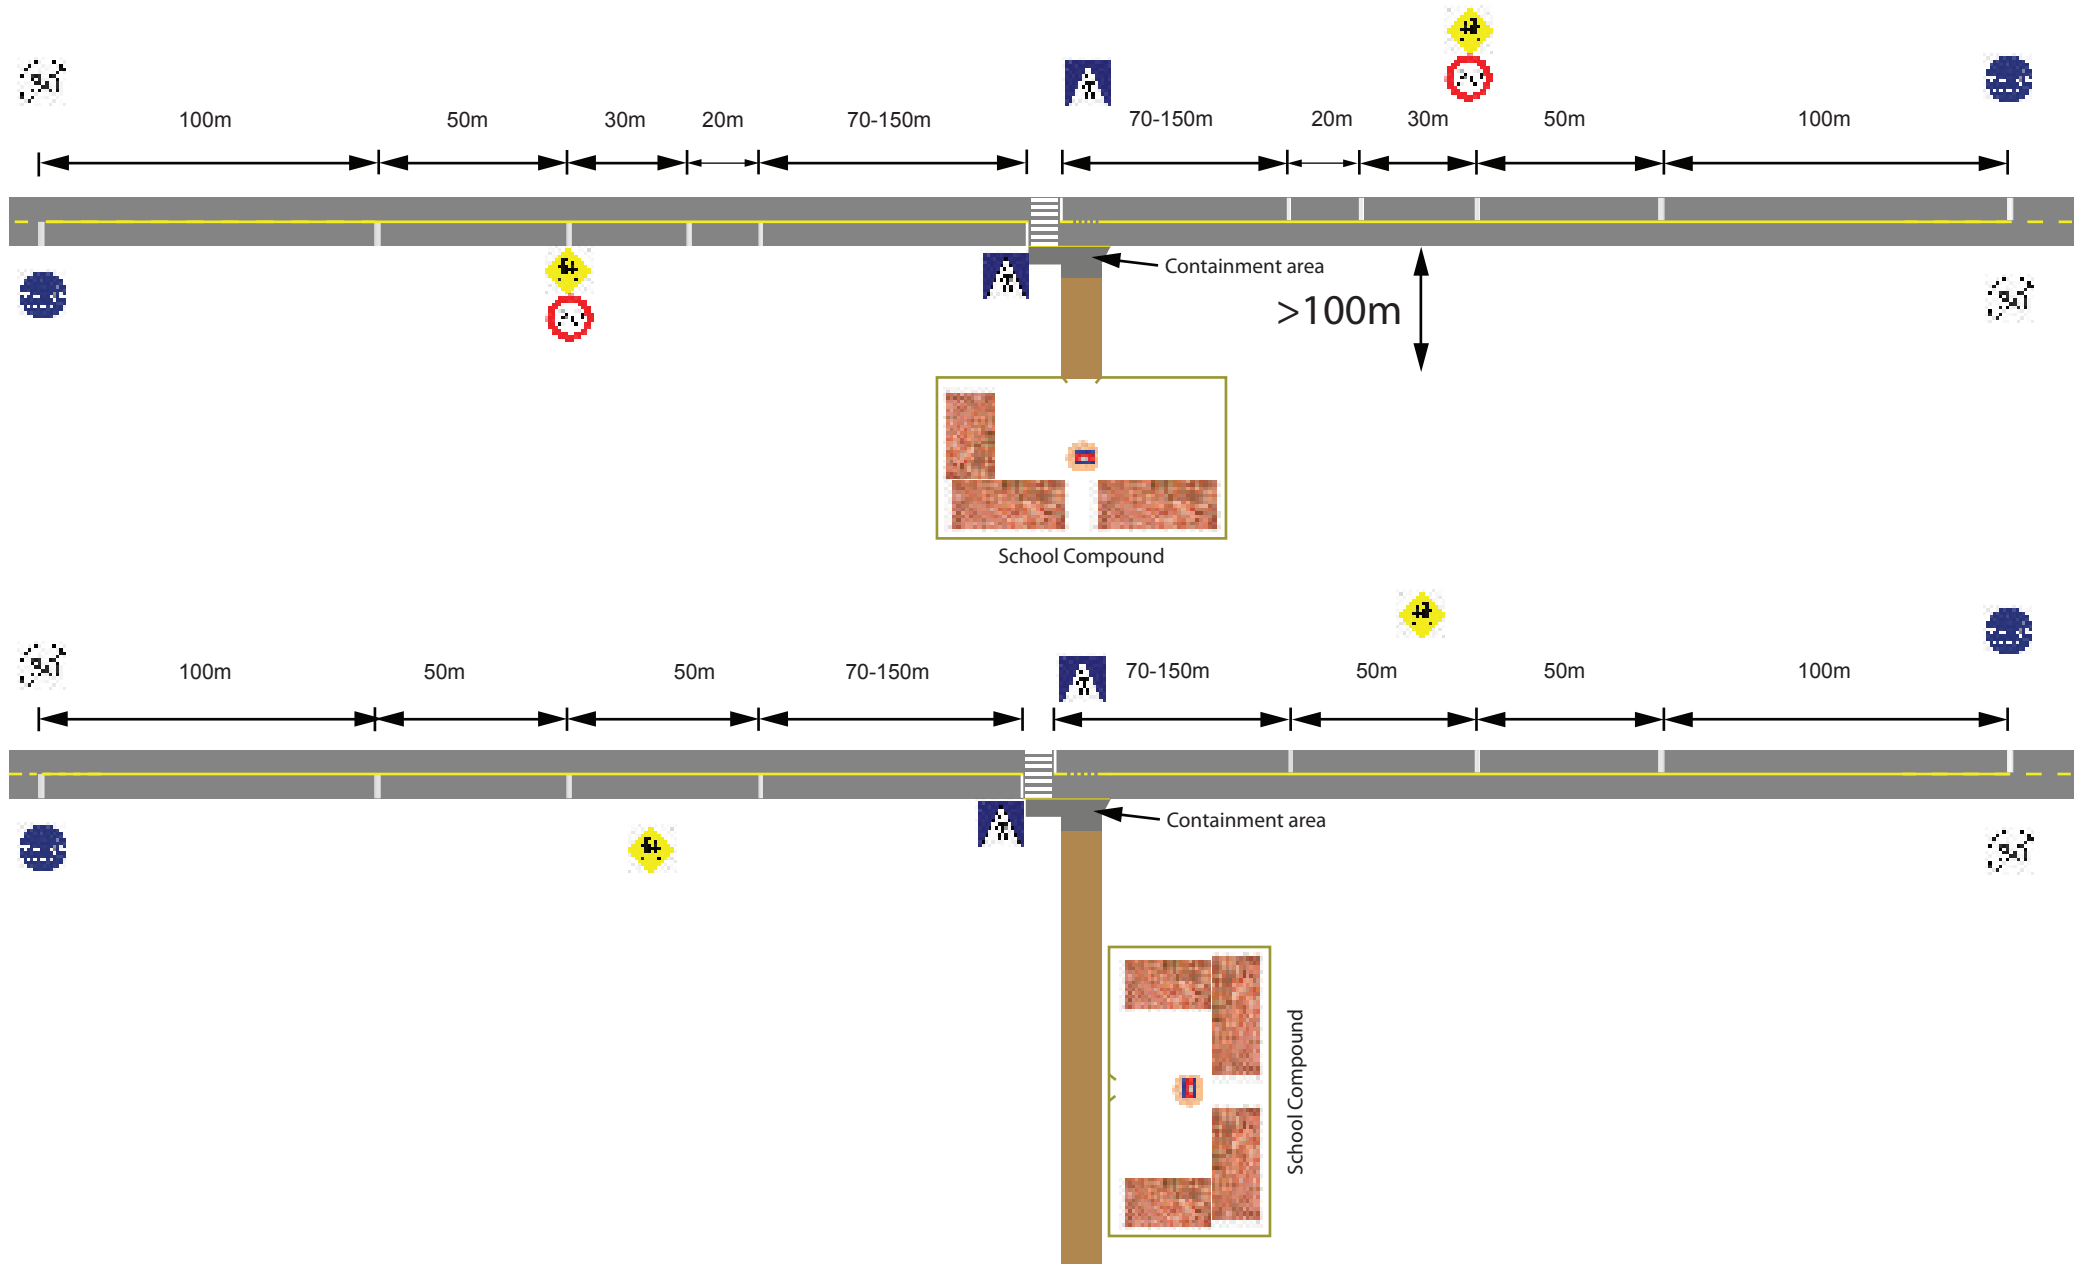 100m 50m 30m 20m 70-150m 70-150m 20m 30m 50m 100m
Containment area
>100m
School Compound
100m 50m 50m 70-150m 70-150m 50m 50m 100m
Containment area
School Compound